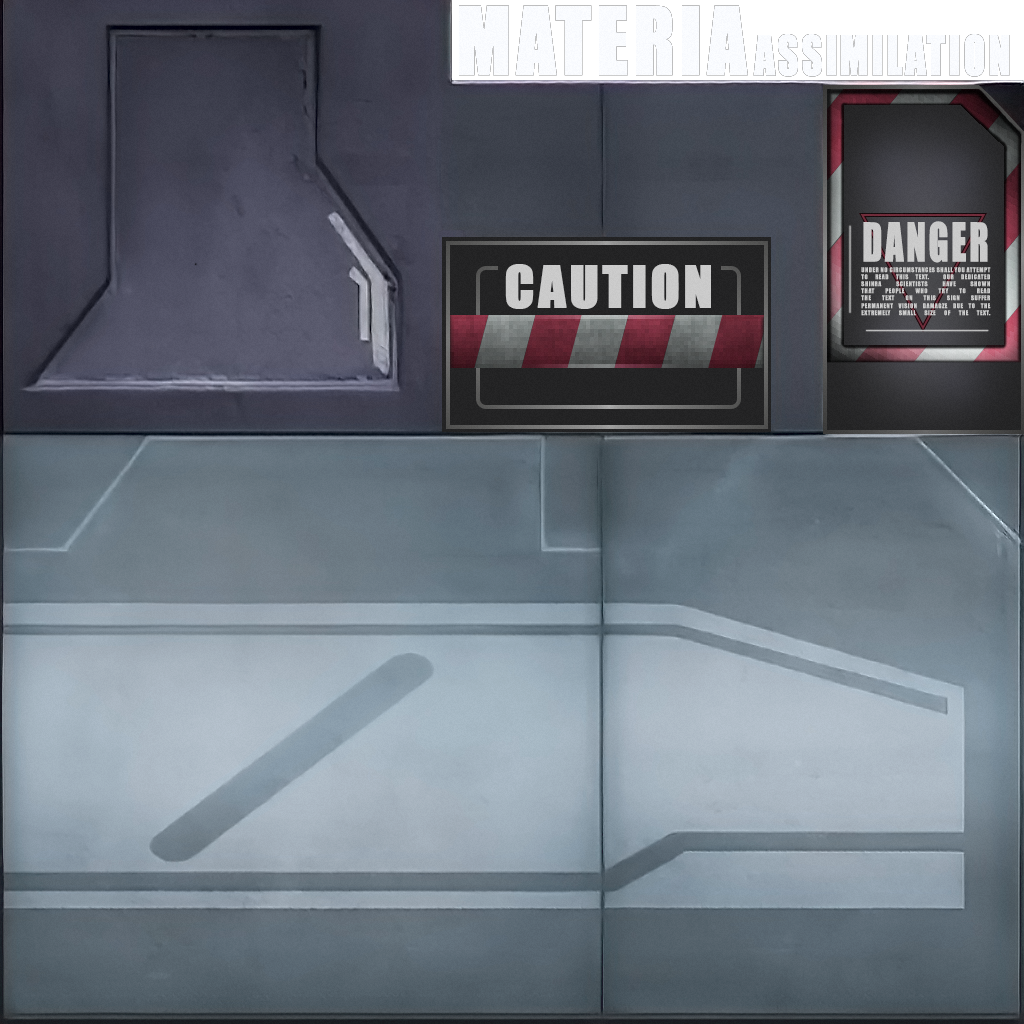 MATERIA ASSIMILATION
CAUTION
DANGER
UNDER NO CIRCUMSTANCES SHALL YOU ATTEMPT
TO READ THIS TEXT. OUR DEDICATED
SHINRA SCIENTISTS HAVE SHOWN
THAT PEOPLE WHO TRY TO READ
THE TEXT ON THIS SIGN SUFFER
PERMANENT VISION DAMAGE DUE TO THE
EXTREMELY SMALL SIZE OF THE TEXT.